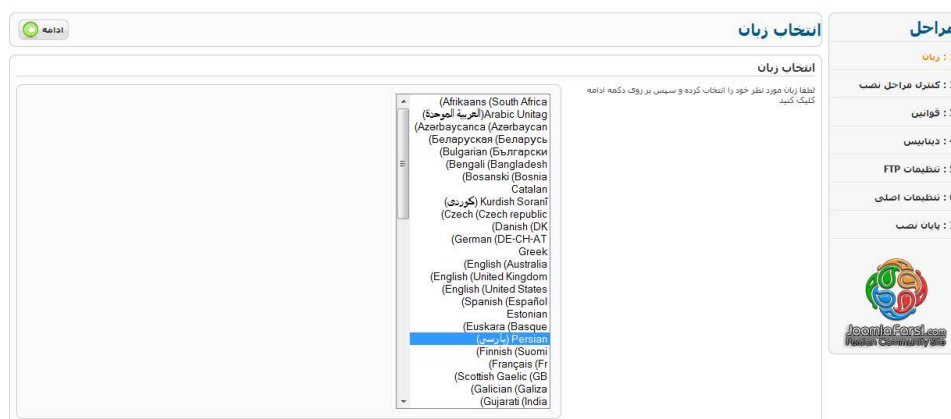 مراحل
: زبان
: کنترل مراحل نصب
: قوانین
: دیتابیس
: تنظیمات FTP
: تنظیمات اصلی
: پایان نصب
JoomlaFarsi.com
Persian Community Site
انتخاب زبان
ادامه
انتخاب زبان
لطفا زبان مورد نظر خود را انتخاب کرده و سپس بر روی دکمه ادامه
کلیک کنید
(Afrikaans (South Africa
(العربية الموحدة)Arabic Unitag
(Azərbaycanca (Azərbaycan
(Беларуская (Беларусь
(Bulgarian (Български
(Bengali (Bangladesh
(Bosanski (Bosnia
Catalan
(کوردی) Kurdish Soranî
(Czech (Czech republic
(Danish (DK
(German (DE-CH-AT
Greek
(English (Australia
(English (United Kingdom
(English (United States
(Spanish (Español
Estonian
(Euskara (Basque
(پارسی) Persian
(Finnish (Suomi
(Français (Fr
(Scottish Gaelic (GB
(Galician (Galiza
(Gujarati (India